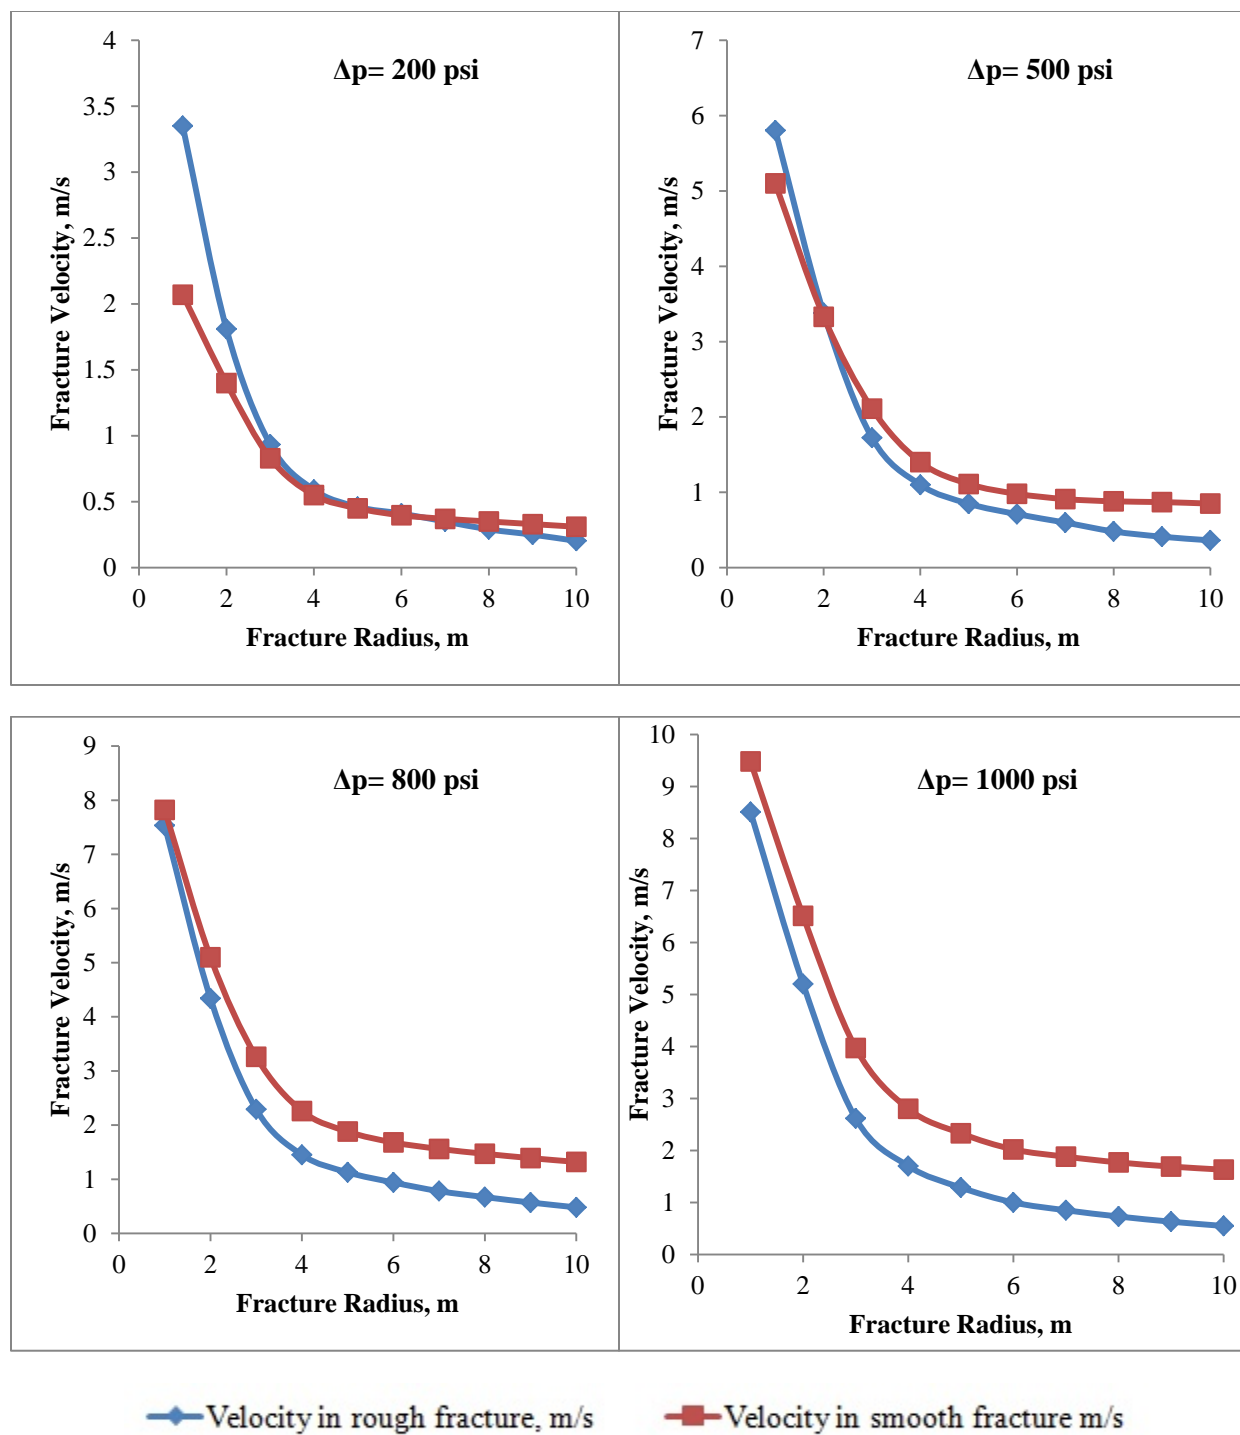 Δp= 200 psi
4
3.5
3
2.5
2
1.5
1
0.5
0
Fracture Velocity, m/s
0 2 4 6 8 10
Fracture Radius, m
Δp= 500 psi
7
6
5
4
3
2
1
0
Fracture Velocity, m/s
0 2 4 6 8 10
Fracture Radius, m
Δp= 800 psi
9
8
7
6
5
4
3
2
1
0
Fracture Velocity, m/s
0 2 4 6 8 10
Fracture Radius, m
Δp= 1000 psi
10
9
8
7
6
5
4
3
2
1
0
Fracture Velocity, m/s
0 2 4 6 8 10
Fracture Radius, m
Velocity in rough fracture, m/s
Velocity in smooth fracture m/s